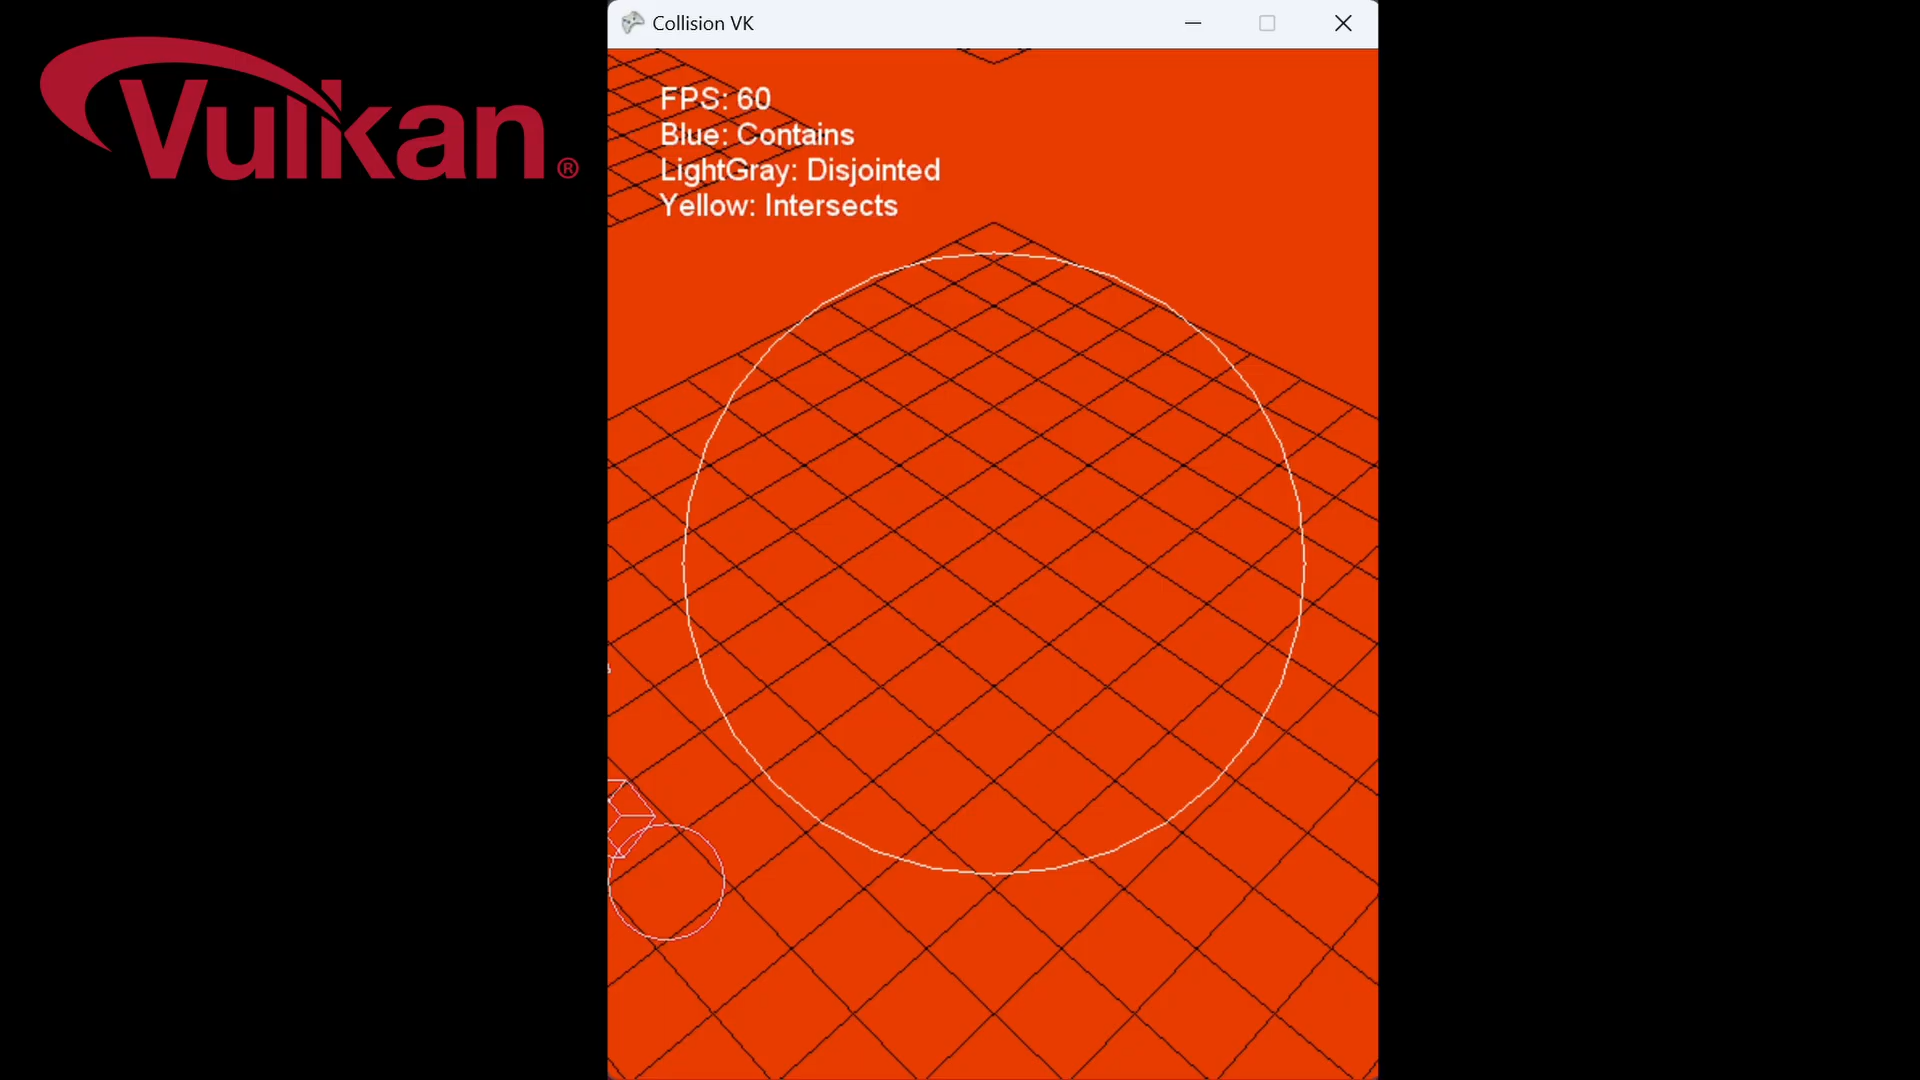 Vulkan®
Collision VK
FPS: 60
Blue: Contains
LightGray: Disjointed
Yellow: Intersects